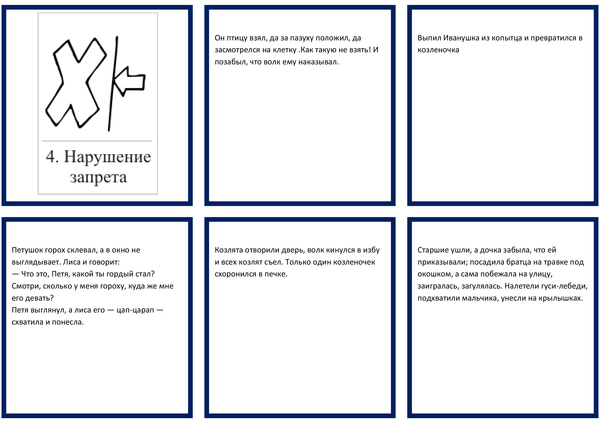 4. Нарушение
запрета
Он птицу взял, да за пазуху положил, да
засмотрелся на клетку .Как такую не взять! И
позабыл, что волк ему наказывал.
Выпил Иванушка из копытца и превратился в
козленочка
Петушок горох склевал, а в окно не
выглядывает. Лиса и говорит:
— Что это, Петя, какой ты гордый стал?
Смотри, сколько у меня гороху, куда же мне
его девать?
Петя выглянул, а лиса его — цап-царап —
схватила и понесла.
Козлята отворили дверь, волк кинулся в избу
и всех козлят съел. Только один козленочек
схоронился в печке.
Старшие ушли, а дочка забыла, что ей
приказывали; посадила братца на травке под
окошком, а сама побежала на улицу,
заигралась, загулялась. Налетели гуси-лебеди,
подхватили мальчика, унесли на крылышках.